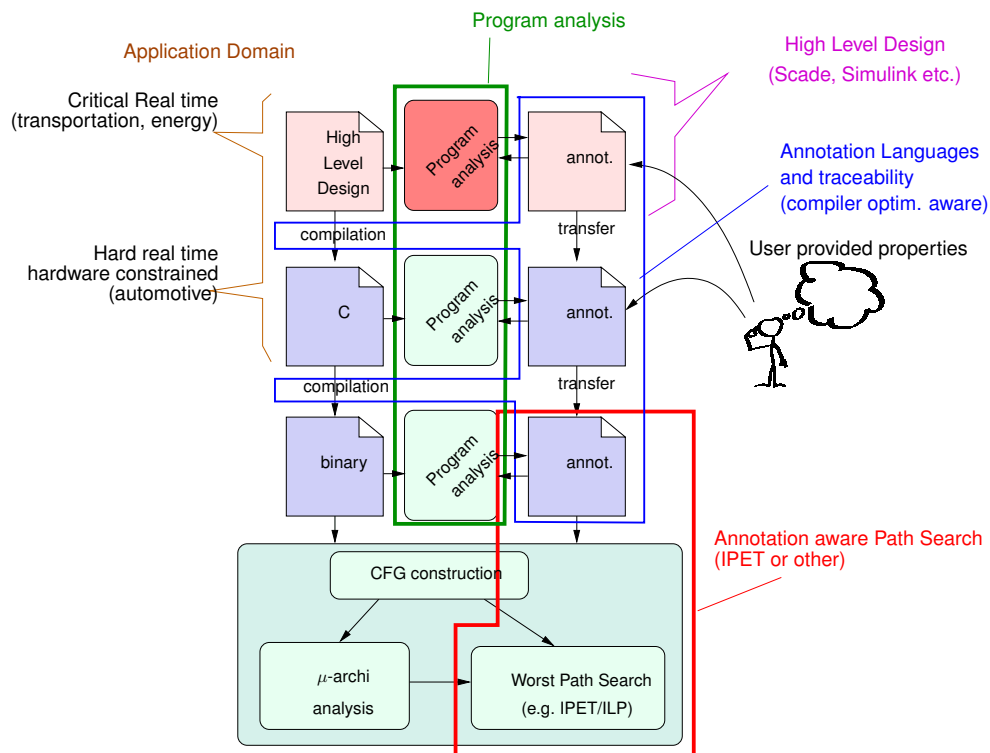 Program analysis
Application Domain
High Level Design
(Scade, Simulink etc.)
Critical Real time
(transportation, energy)
High
Level
Design
Program
analysis
annot.
Annotation Languages
and traceability
(compiler optim. aware)
compilation
transfer
User provided properties
Hard real time
hardware constrained
(automotive)
C
Program
analysis
annot.
compilation
transfer
binary
Program
analysis
annot.
Annotation aware Path Search
(IPET or other)
CFG construction
μ-archi
analysis
Worst Path Search
(e.g. IPET/ILP)